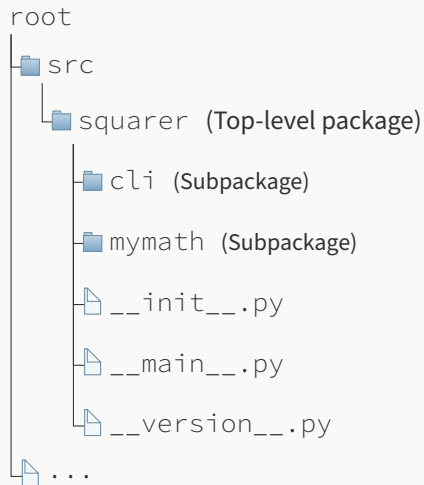 root
src
squarer (Top-level package)
cli (Subpackage)
mymath (Subpackage)
__init__.py
__main__.py
__version__.py
...